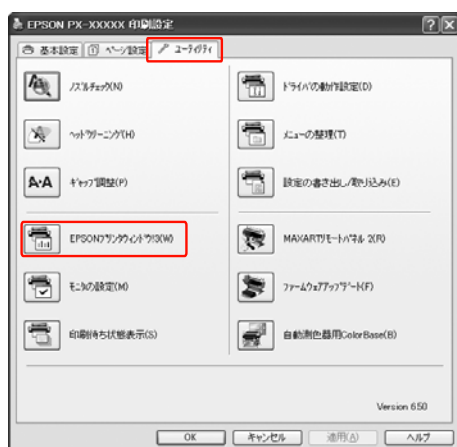 EPSON PX-XXXXX 印刷設定
基本設定 ページ設定 ユーティリティ
ノズルチェック(N)
ドライバの動作設定(D)
ヘッドクリーニング(H)
メニューの整理(T)
ギャップ調整(P)
設定の書き出し/取り込み(E)
EPSONプリンタウィンドウ!3(W)
MAXARTリモートパネル 2(R)
モニタの設定(M)
ファームウェアアップデート(F)
印刷待ち状態表示(S)
自動測色器用ColorBase(B)
Version 6.50
OK キャンセル 適用(A) ヘルプ